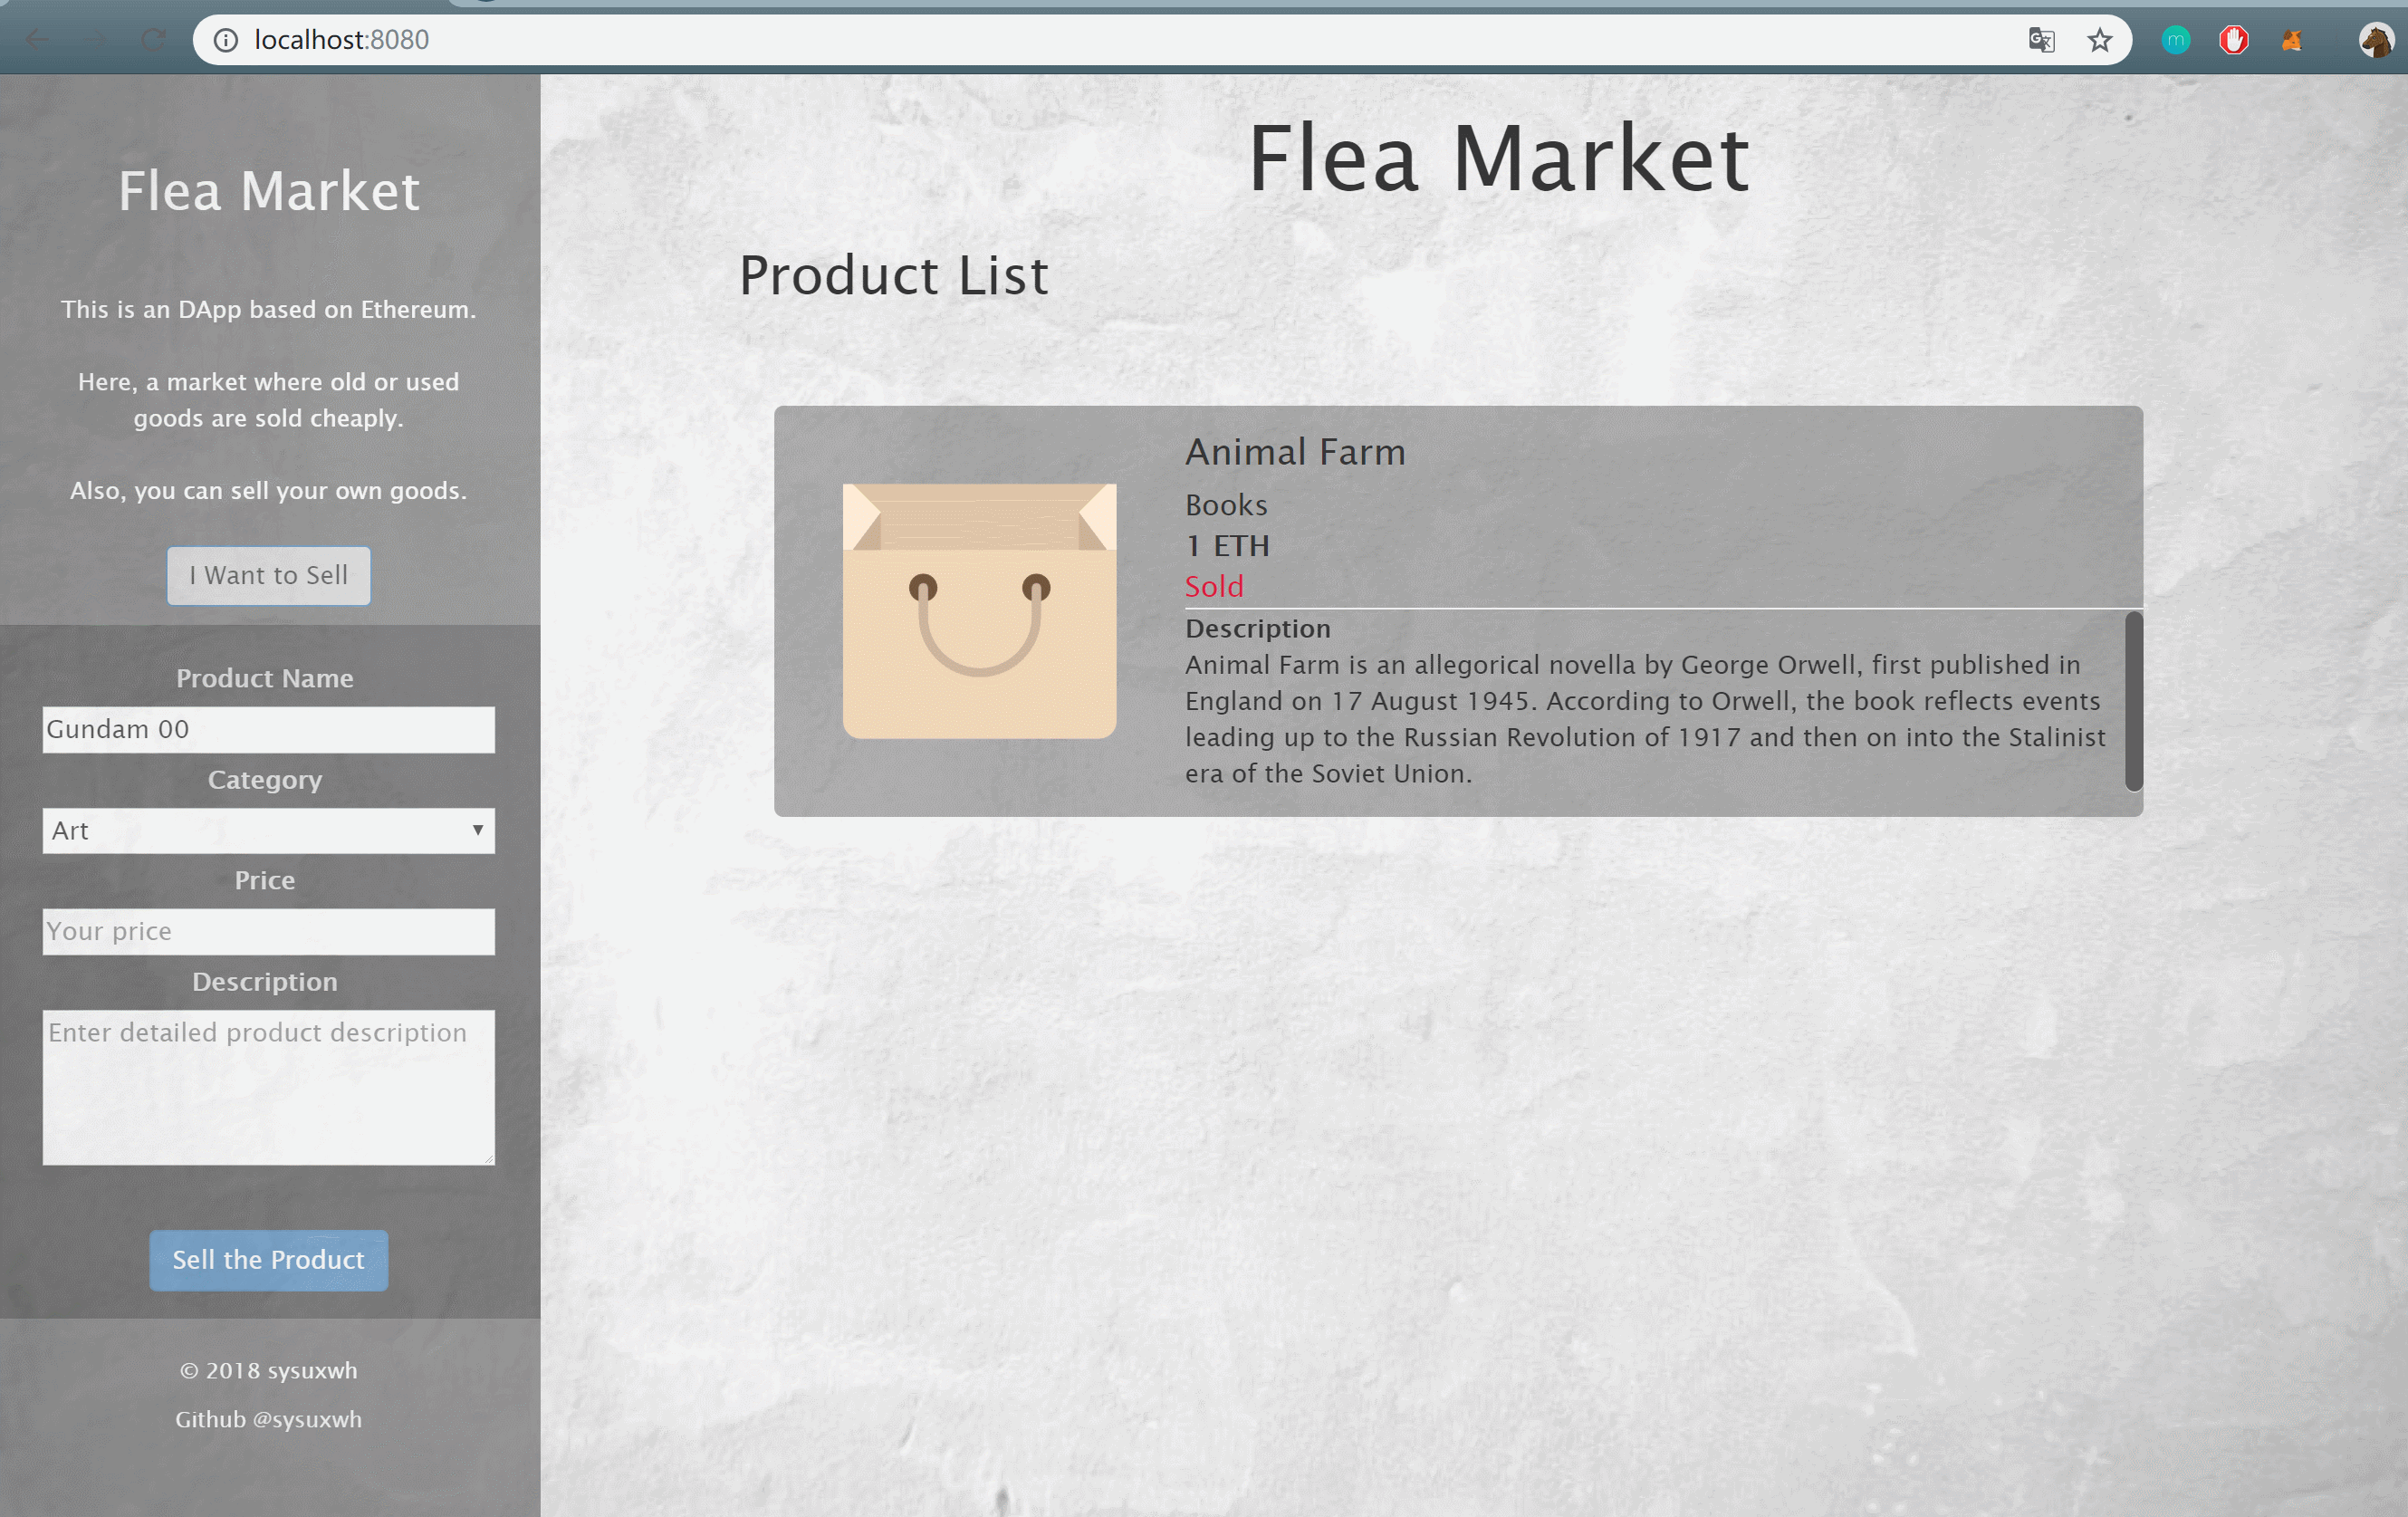 localhost:8080
Flea Market
This is an DApp based on Ethereum.
Here, a market where old or used
goods are sold cheaply.
Also, you can sell your own goods.
I Want to Sell
Product Name
Gundam 00
Category
Art
Price
Your price
Description
Enter detailed product description
Sell the Product
© 2018 sysuxwh
Github @sysuxwh
Flea Market
Product List
Animal Farm
Books
1 ETH
Sold
Description
Animal Farm is an allegorical novella by George Orwell, first published in
England on 17 August 1945. According to Orwell, the book reflects events
leading up to the Russian Revolution of 1917 and then on into the Stalinist
era of the Soviet Union.